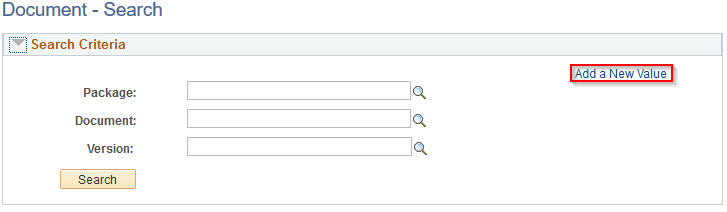 Document - Search
Search Criteria
Add a New Value
Package:
Document:
Version:
Search